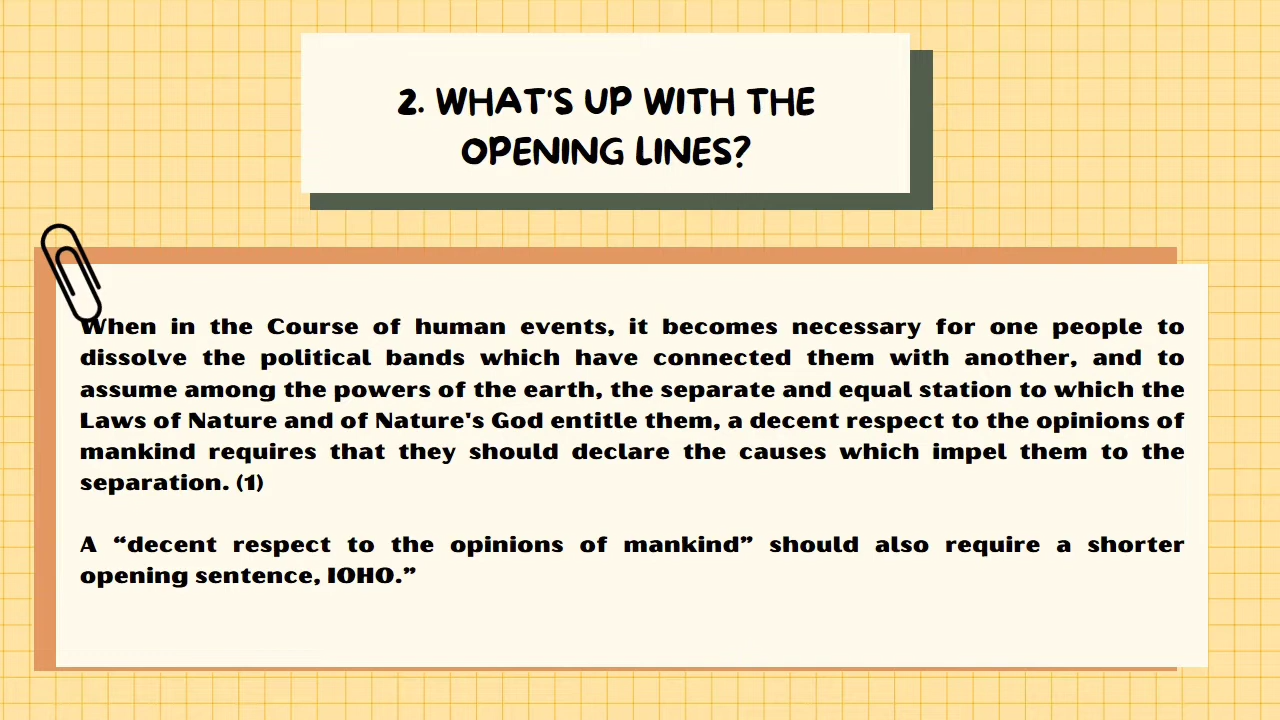 2. WHAT'S UP WITH THE
OPENING LINES?
When in the Course of human events, it becomes necessary for one people to
dissolve the political bands which have connected them with another, and to
assume among the powers of the earth, the separate and equal station to which the
Laws of Nature and of Nature's God entitle them, a decent respect to the opinions of
mankind requires that they should declare the causes which impel them to the
separation. (1)
A “decent respect to the opinions of mankind” should also require a shorter
opening sentence, IOHO.”